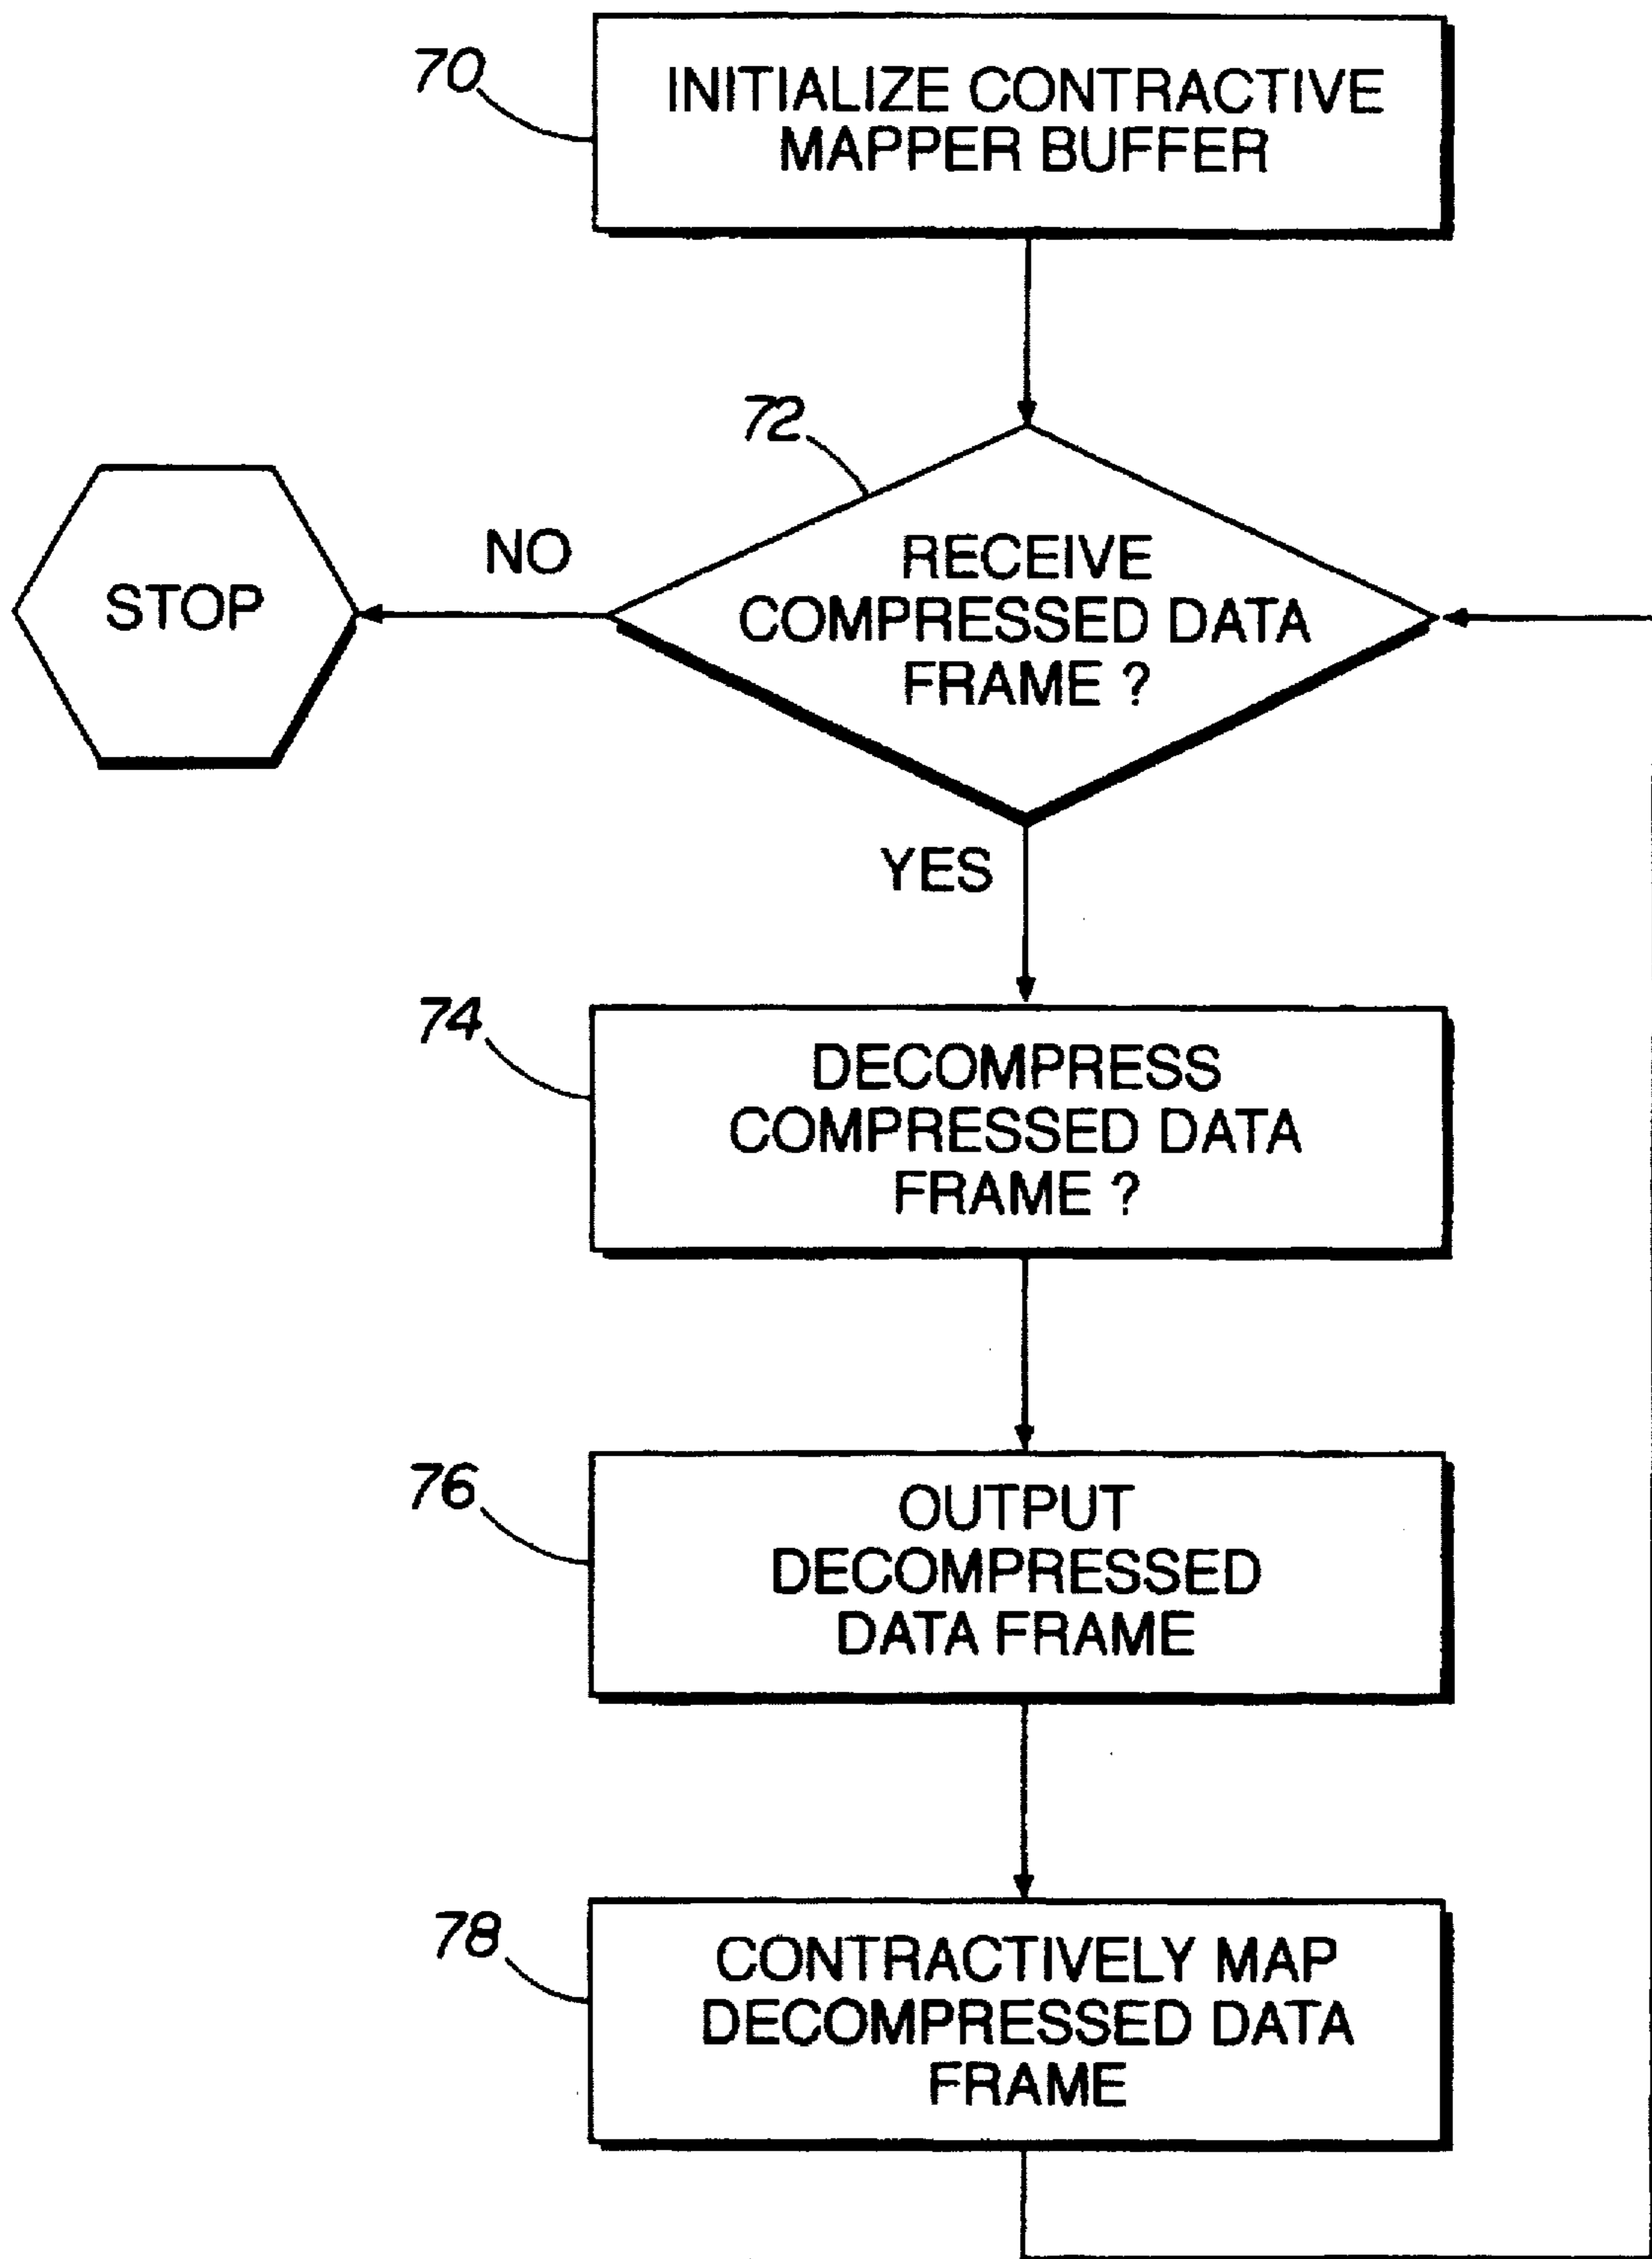 70
INITIALIZE CONTRACTIVE
MAPPER BUFFER
72
RECEIVE
COMPRESSED DATA
FRAME ?
NO
STOP
YES
74
DECOMPRESS
COMPRESSED DATA
FRAME ?
76
OUTPUT
DECOMPRESSED
DATA FRAME
78
CONTRACTIVELY MAP
DECOMPRESSED DATA
FRAME